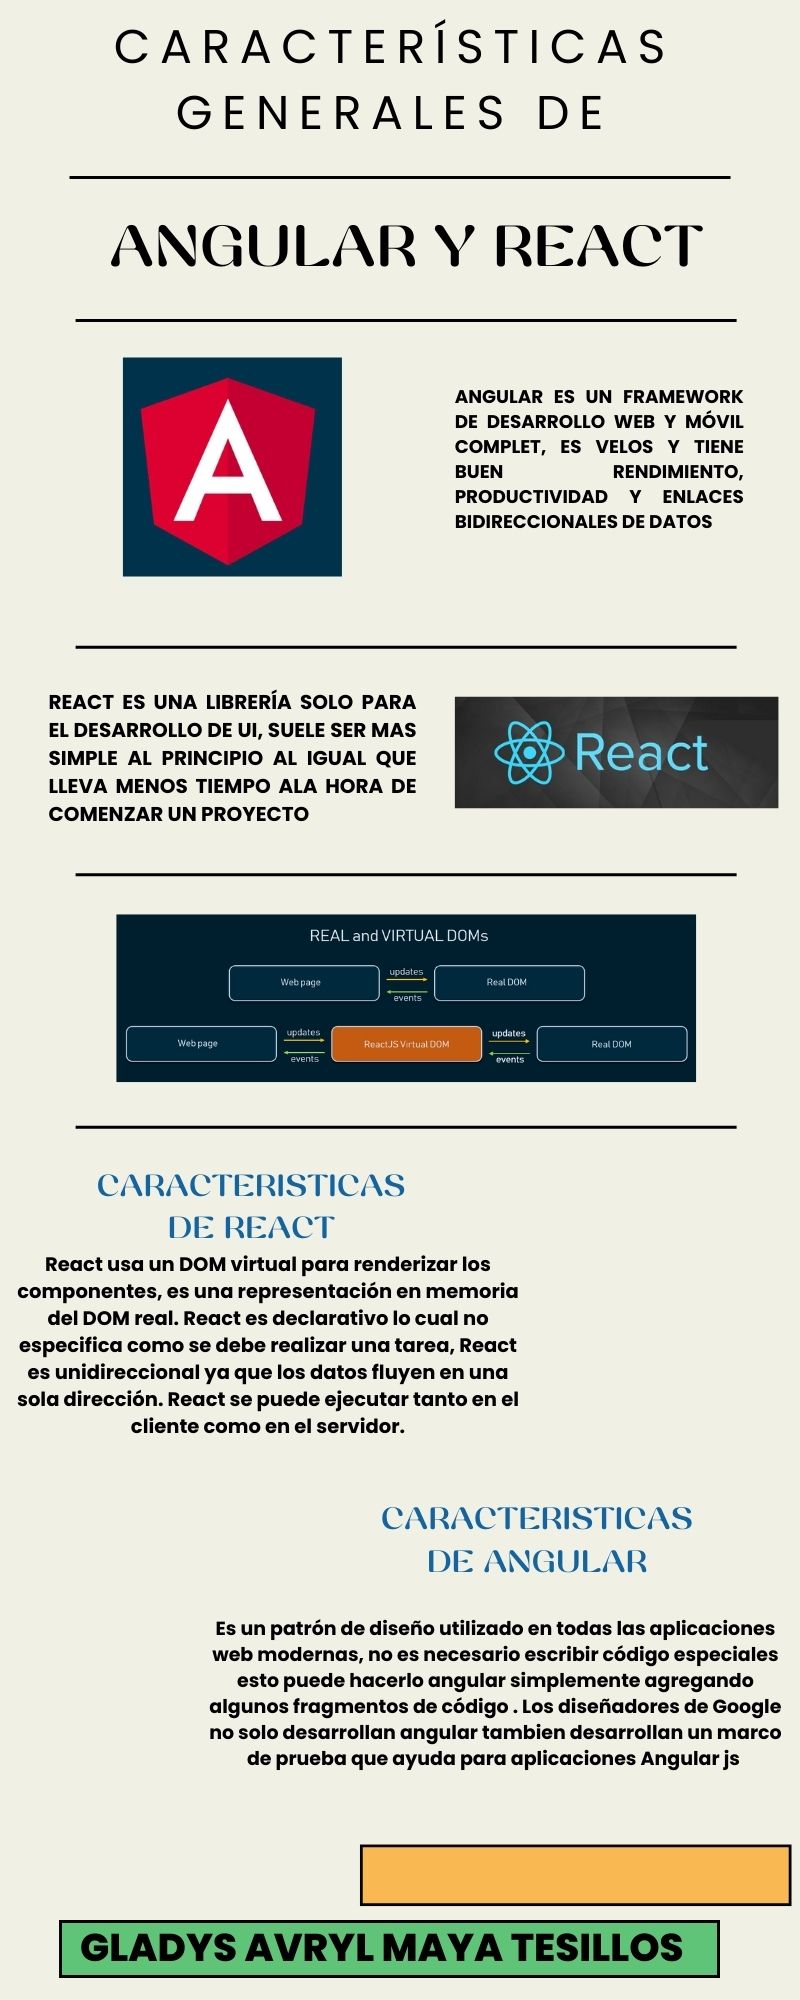 CARACTERÍSTICAS
GENERALES DE
ANGULAR Y REACT
A
ANGULAR ES UN FRAMEWORK
DE DESARROLLO WEB Y MÓVIL
COMPLET, ES VELOS Y TIENE
BUEN RENDIMIENTO,
PRODUCTIVIDAD Y ENLACES
BIDIRECCIONALES DE DATOS
REACT ES UNA LIBRERÍA SOLO PARA
EL DESARROLLO DE UI, SUELE SER MAS
SIMPLE AL PRINCIPIO AL IGUAL QUE
LLEVA MENOS TIEMPO ALA HORA DE
COMENZAR UN PROYECTO
React
REAL and VIRTUAL DOMs
Web page updates events Real DOM
Web page updates events ReactJS Virtual DOM updates events Real DOM
CARACTERISTICAS
DE REACT
React usa un DOM virtual para renderizar los
componentes, es una representación en memoria
del DOM real. React es declarativo lo cual no
especifica como se debe realizar una tarea, React
es unidireccional ya que los datos fluyen en una
sola dirección. React se puede ejecutar tanto en el
cliente como en el servidor.
CARACTERISTICAS
DE ANGULAR
Es un patrón de diseño utilizado en todas las aplicaciones
web modernas, no es necesario escribir código especiales
esto puede hacerlo angular simplemente agregando
algunos fragmentos de código . Los diseñadores de Google
no solo desarrollan angular tambien desarrollan un marco
de prueba que ayuda para aplicaciones Angular js
GLADYS AVRYL MAYA TESILLOS